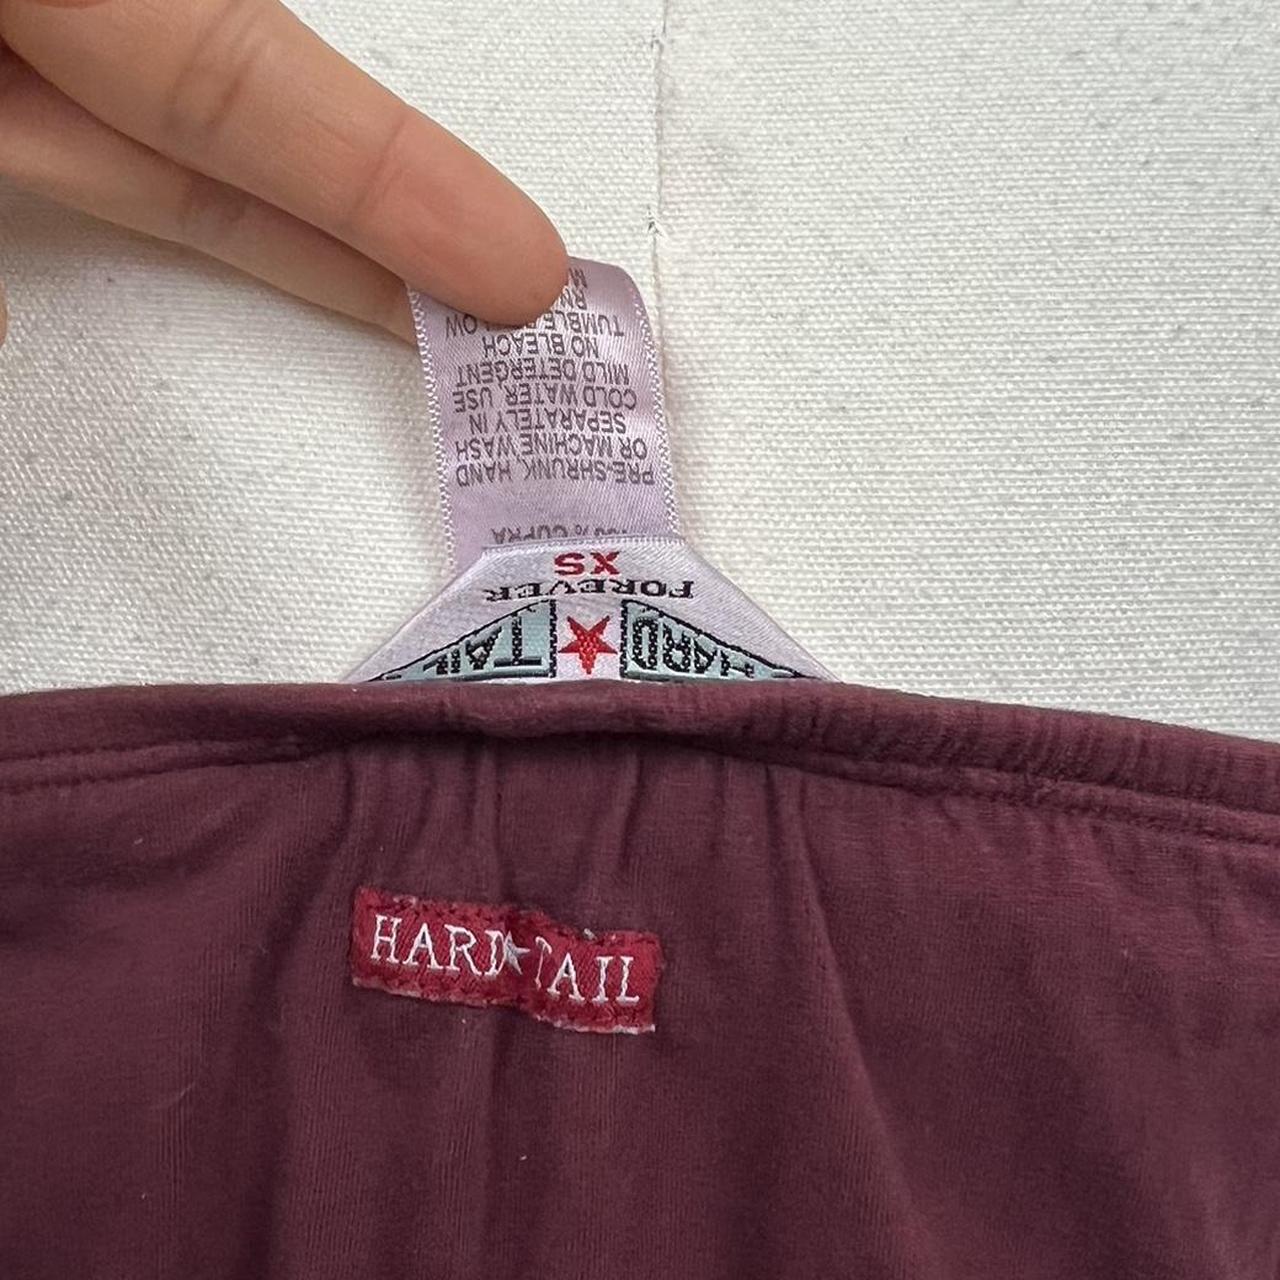 HARD TAIL
FOREVER
XS
CUPRA
PRE-SHRUNK, HAND
OR MACHINE WASH
SEPARATELY IN
COLD WATER, USE
MILD DETERGENT
NO BLEACH
TUMBLE LOW
HARD★TAIL